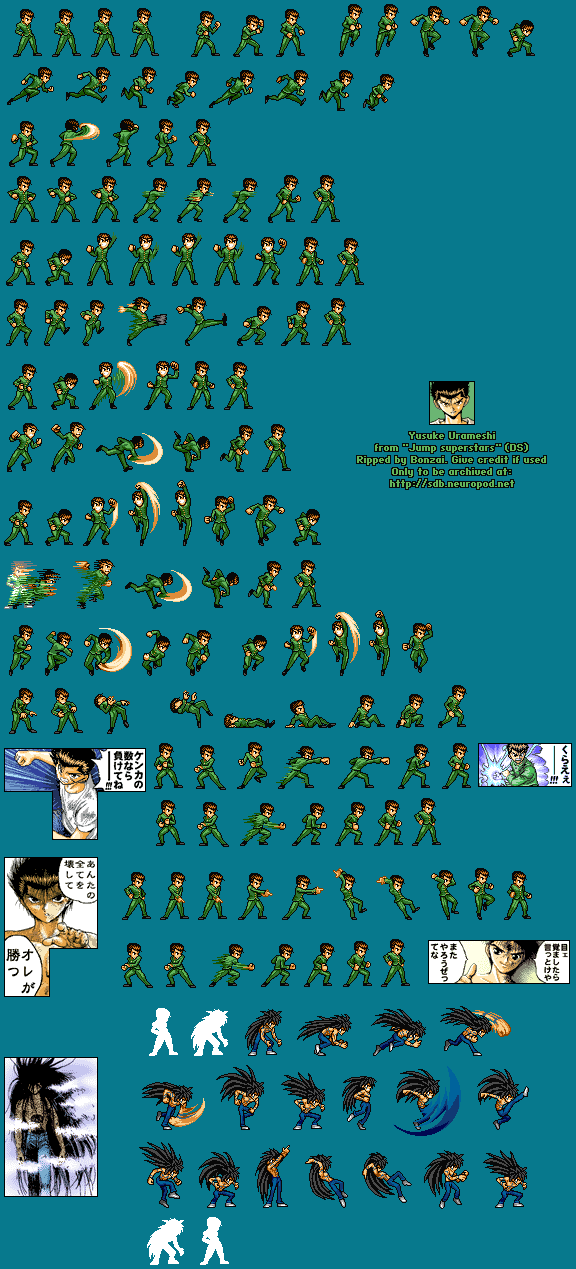 Yusuke Urameshi
from "Jump superstars" (DS)
Ripped by Bonzai. Give credit if used
Only to be archived at:
http://sdb.neuropod.net
ケンカの
数なら
負けてね
━━!!!
くらえぇ
━━!!!
あんたの
全てを
壊して
オレが
勝つ
目ェ
覚ましたら
言っとけや
また
やろうぜっ
てな